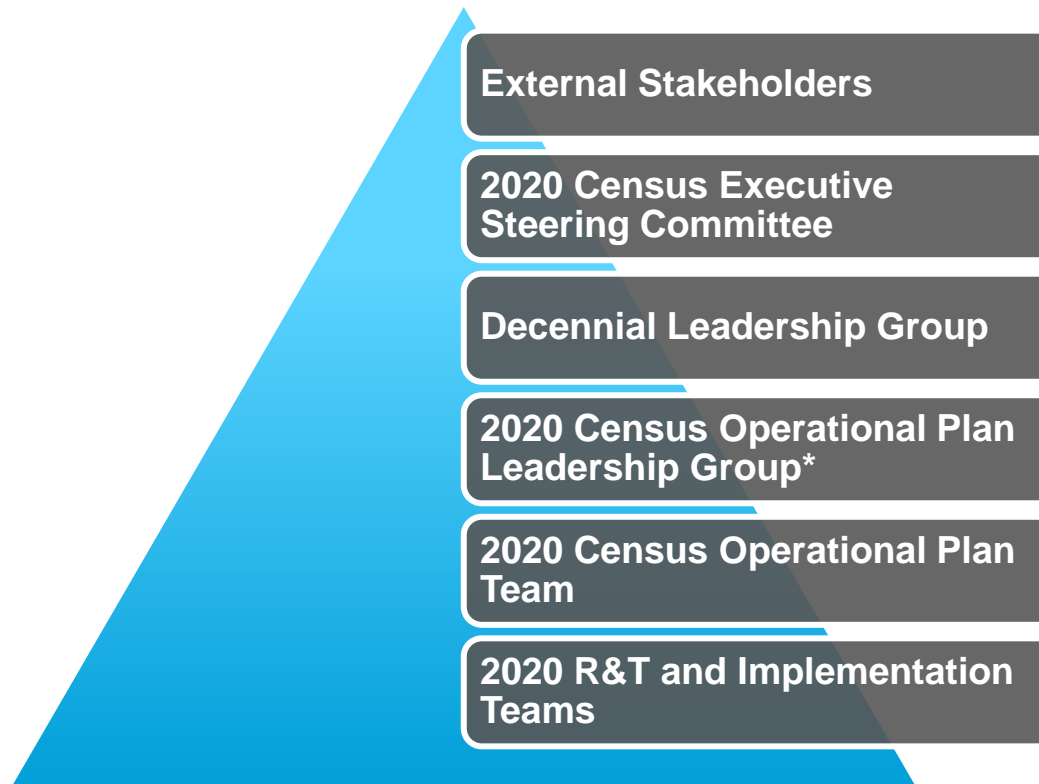 External Stakeholders
2020 Census Executive
Steering Committee
Decennial Leadership Group
2020 Census Operational Plan
Leadership Group*
2020 Census Operational Plan
Team
2020 R&T and Implementation
Teams